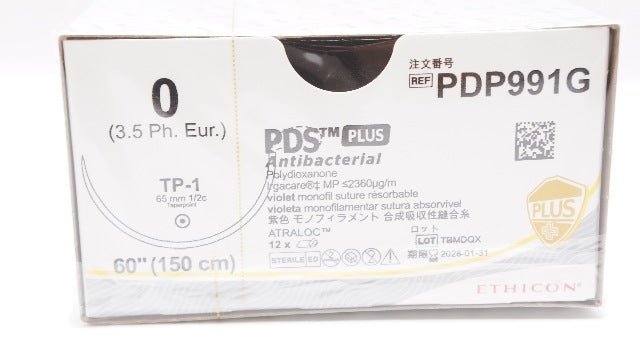 0
(3.5 Ph. Eur.)
TP-1
65 mm 1/2c
Taperpoint
60" (150 cm)
PDS™ PLUS
Antibacterial
Polydioxanone
Irgacare®‡ MP ≤2360µg/m
violet monofil suture resorbable
violeta monofilamentar sutura absorvível
紫色 モノフィラメント 合成吸収性縫合糸
ATRALOC™
12 x
STERILE EO
注文番号
REF PDP991G
PLUS
ロット
LOT TBMDQX
期限 2028-01-31
ETHICON®